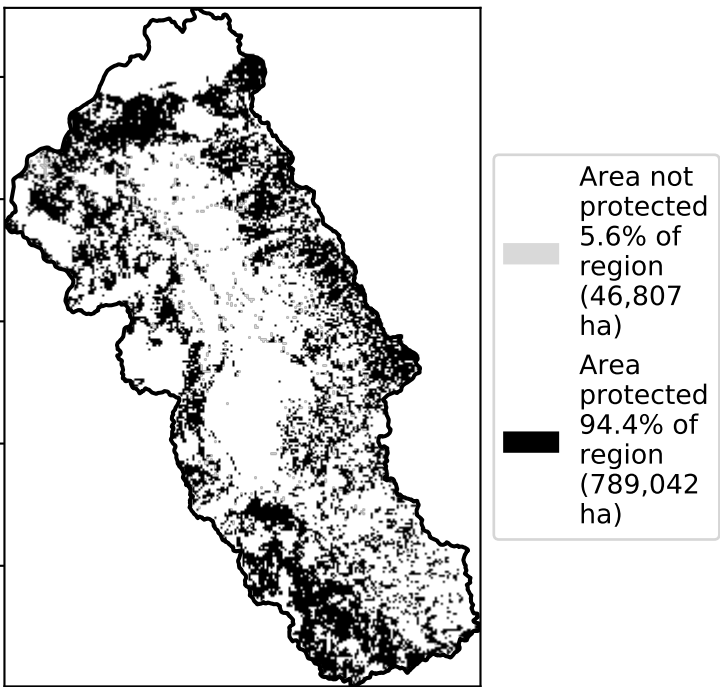 Area not
protected
5.6% of
region
(46,807
ha)
Area
protected
94.4% of
region
(789,042
ha)